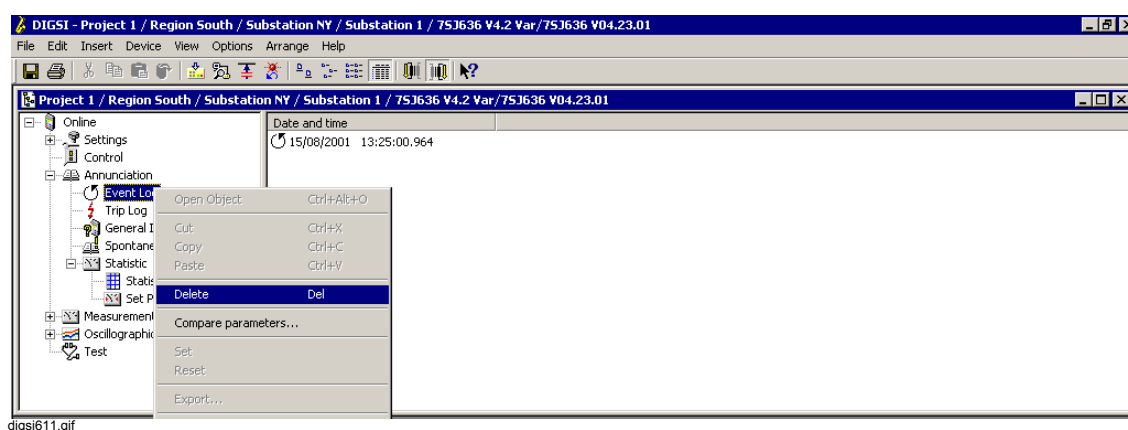 DIGSI - Project 1 / Region South / Substation NY / Substation 1 / 7SJ636 V4.2 Var/7SJ636 V04.23.01
File Edit Insert Device View Options Arrange Help
Project 1 / Region South / Substation NY / Substation 1 / 7SJ636 V4.2 Var/7SJ636 V04.23.01
Online
Settings
Control
Annunciation
Event Lo
Trip Log
General I
Spontane
Statistic
Statis
Set P
Measurement
Oscillographic
Test
Date and time
15/08/2001 13:25:00.964
Open Object Ctrl+Alt+O
Cut Ctrl+X
Copy Ctrl+C
Paste Ctrl+V
Delete Del
Compare parameters...
Set
Reset
Export...
digsi611.gif